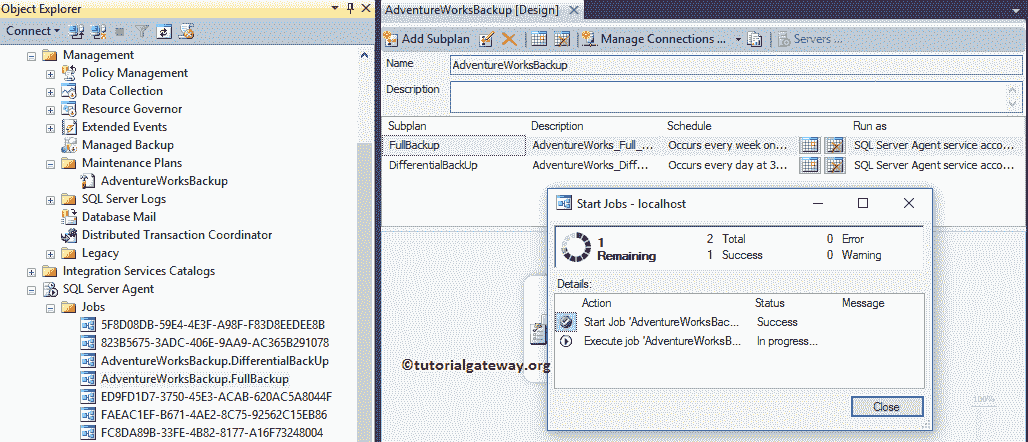 Object Explorer
Connect
Management
Policy Management
Data Collection
Resource Governor
Extended Events
Managed Backup
Maintenance Plans
AdventureWorksBackup
SQL Server Logs
Database Mail
Distributed Transaction Coordinator
Legacy
Integration Services Catalogs
SQL Server Agent
Jobs
5F8D08DB-59E4-4E3F-A98F-F83D8EEDEE8B
823B5675-3ADC-406E-9AA9-AC365B291078
AdventureWorksBackup.DifferentialBackUp
AdventureWorksBackup.FullBackup
ED9FD1D7-3750-45E3-ACAB-620AC5A8044F
FAEAC1EF-B671-4AE2-8C75-92562C15EB86
FC8DA89B-33FE-4B82-8177-A16F73248004
AdventureWorksBackup [Design]
Add Subplan Manage Connections ... Servers ...
Name AdventureWorksBackup
Description
Subplan Description Schedule Run as
FullBackup AdventureWorks_Full_... Occurs every week on... SQL Server Agent service acco...
DifferentialBackUp AdventureWorks_Diff... Occurs every day at 3... SQL Server Agent service acco...
Start Jobs - localhost
1 2 Total 0 Error
Remaining 1 Success 0 Warning
Details:
Action Status Message
Start Job 'AdventureWorksBac... Success
Execute job 'AdventureWorksB... In progress...
Close
©tutorialgateway.org
100%